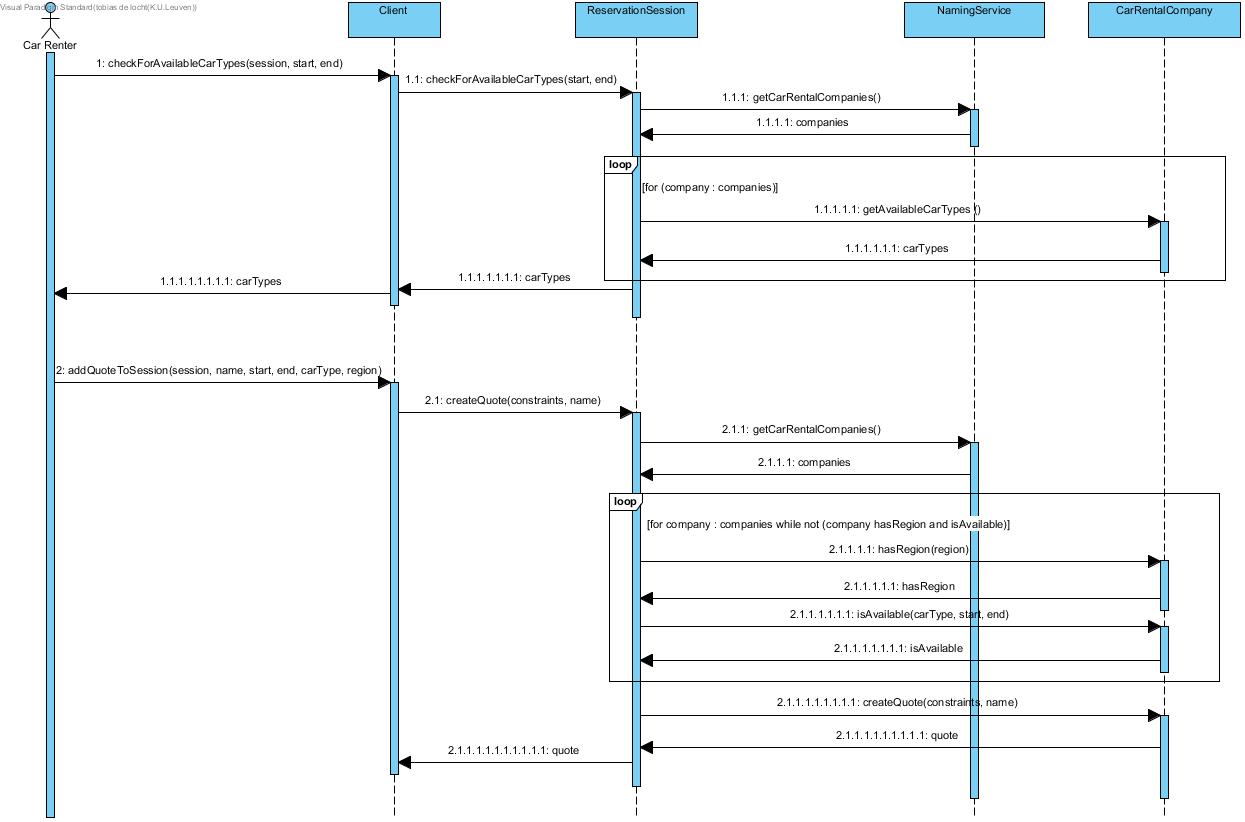 Visual Paradigm Standard(tobias de locht(K.U.Leuven))
Client
ReservationSession
NamingService
CarRentalCompany
Car Renter
1: checkForAvailableCarTypes(session, start, end)
1.1: checkForAvailableCarTypes(start, end)
1.1.1: getCarRentalCompanies()
1.1.1.1: companies
loop
[for (company : companies)]
1.1.1.1.1: getAvailableCarTypes ()
1.1.1.1.1.1: carTypes
1.1.1.1.1.1.1: carTypes
1.1.1.1.1.1.1.1: carTypes
2: addQuoteToSession(session, name, start, end, carType, region)
2.1: createQuote(constraints, name)
2.1.1: getCarRentalCompanies()
2.1.1.1: companies
loop
[for company : companies while not (company hasRegion and isAvailable)]
2.1.1.1.1: hasRegion(region)
2.1.1.1.1.1: hasRegion
2.1.1.1.1.1.1: isAvailable(carType, start, end)
2.1.1.1.1.1.1.1: isAvailable
2.1.1.1.1.1.1.1.1: createQuote(constraints, name)
2.1.1.1.1.1.1.1.1.1: quote
2.1.1.1.1.1.1.1.1.1.1: quote